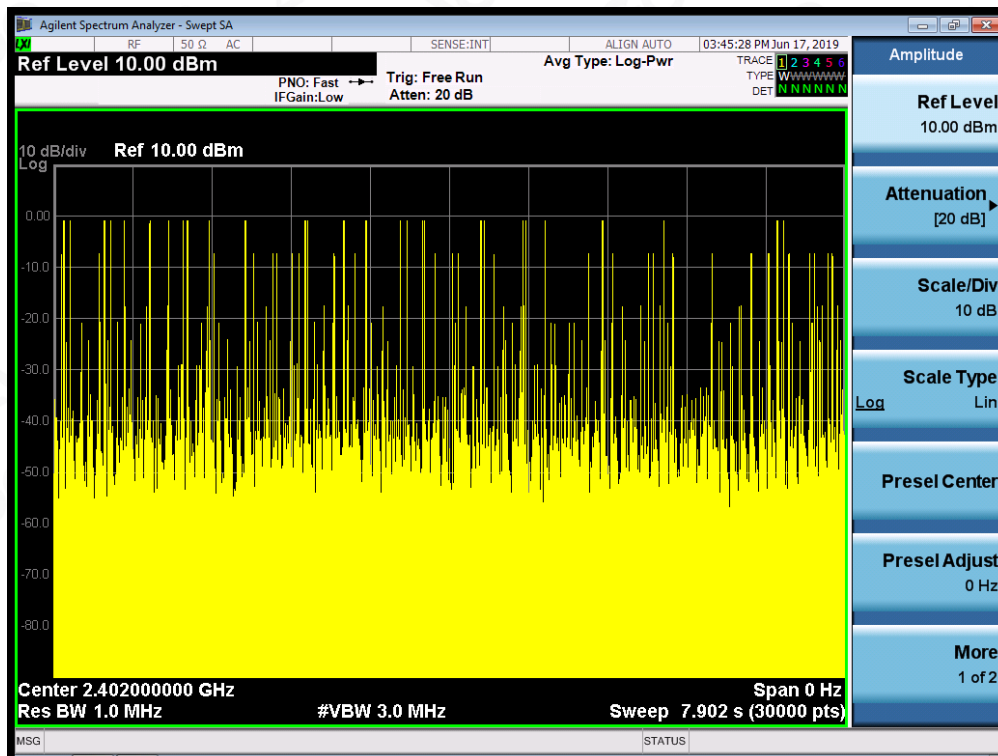 Agilent Spectrum Analyzer - Swept SA
LXI RF 50 Ω AC SENSE:INT ALIGN AUTO 03:45:28 PM Jun 17, 2019
Ref Level 10.00 dBm
PNO: Fast
IFGain:Low
Trig: Free Run
Atten: 20 dB
Avg Type: Log-Pwr
TRACE 1 2 3 4 5 6
TYPE WWWWWW
DET N N N N N N
10 dB/div Ref 10.00 dBm
Log
0.00
-10.0
-20.0
-30.0
-40.0
-50.0
-60.0
-70.0
-80.0
Center 2.402000000 GHz Span 0 Hz
Res BW 1.0 MHz #VBW 3.0 MHz Sweep 7.902 s (30000 pts)
MSG STATUS
Amplitude
Ref Level
10.00 dBm
Attenuation
[20 dB]
Scale/Div
10 dB
Scale Type
Log Lin
Presel Center
Presel Adjust
0 Hz
More
1 of 2